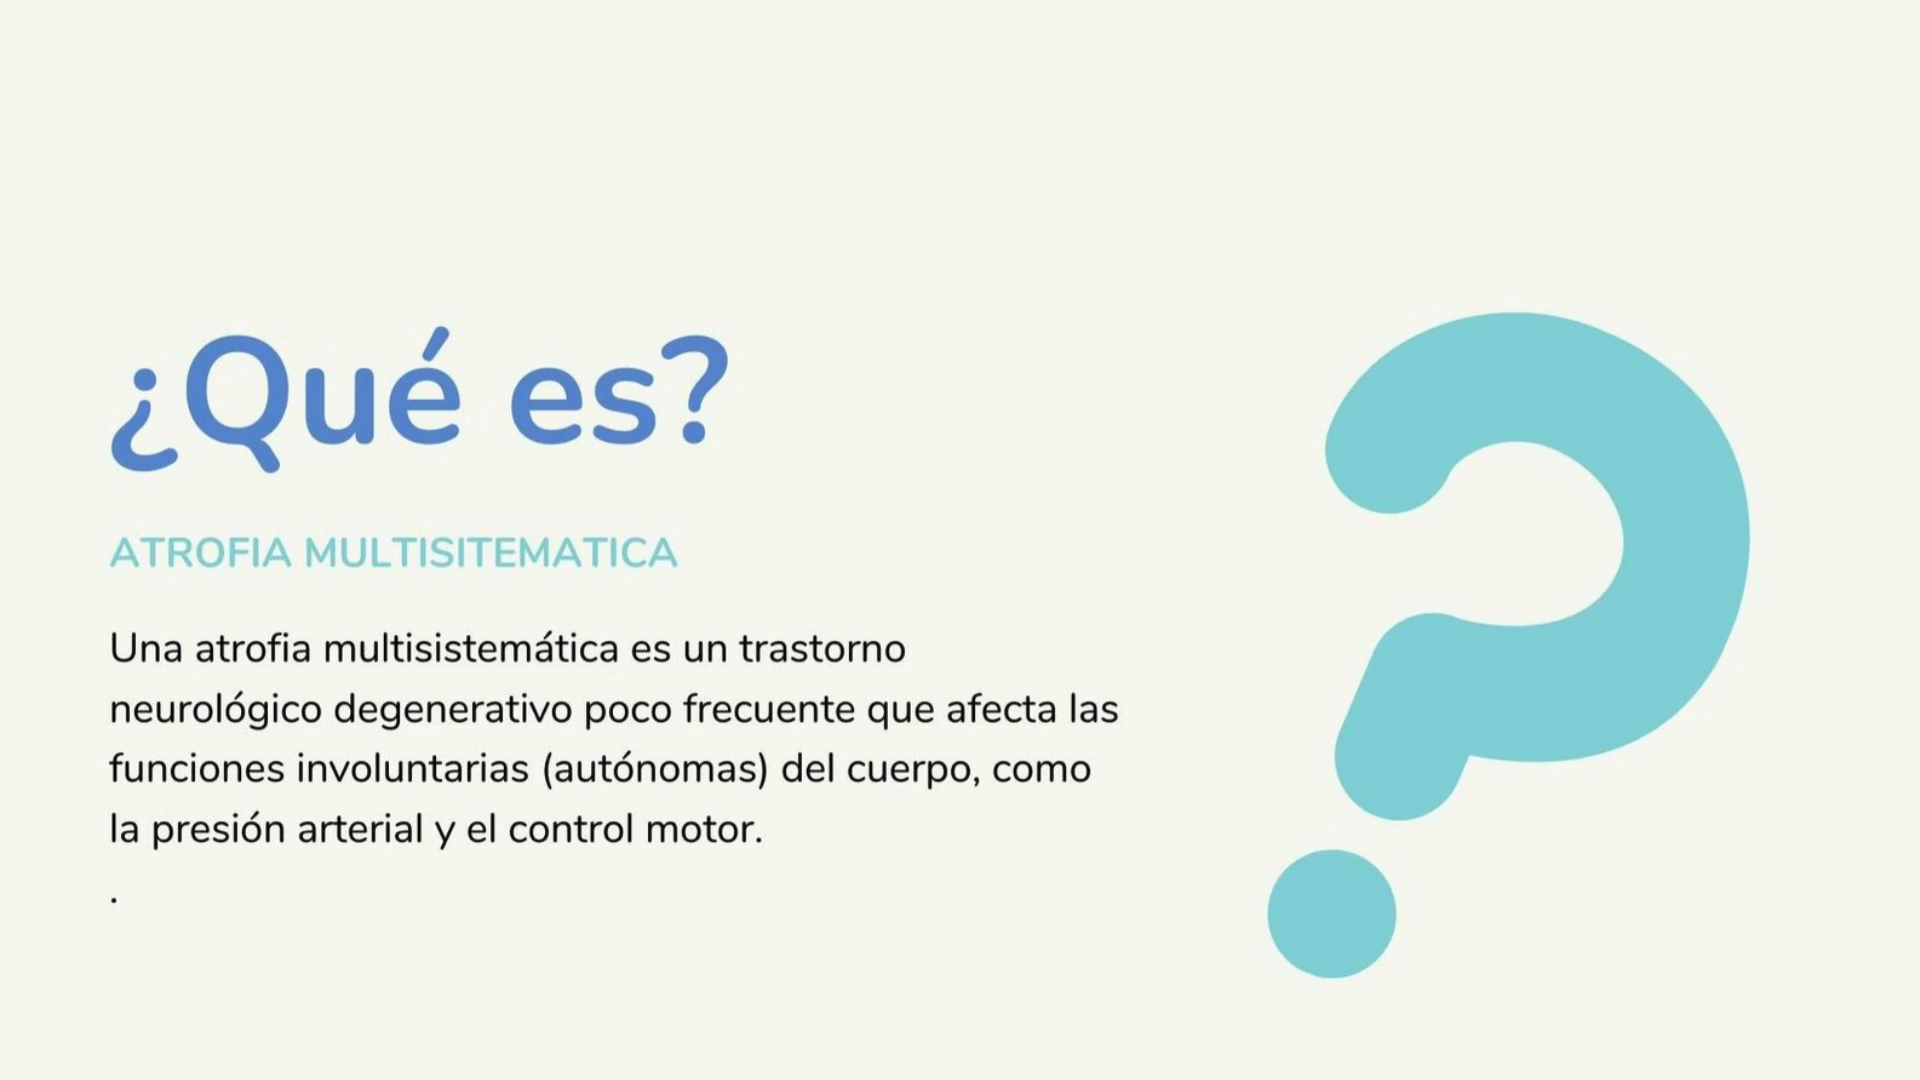 ¿Qué es?
ATROFIA MULTISITEMATICA
Una atrofia multisistemática es un trastorno
neurológico degenerativo poco frecuente que afecta las
funciones involuntarias (autónomas) del cuerpo, como
la presión arterial y el control motor.
.
?